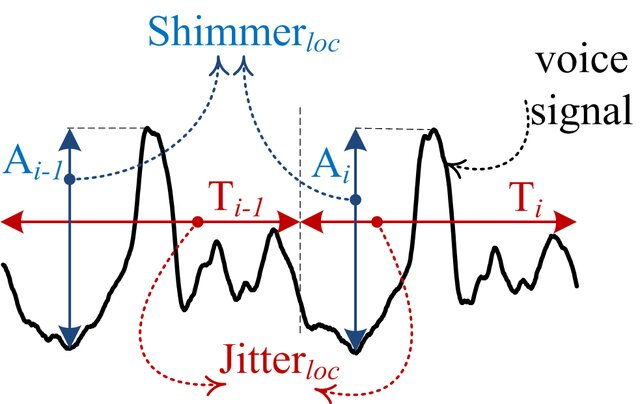 Shimmer_loc
voice
signal
A_i-1
A_i
T_i-1
T_i
Jitter_loc